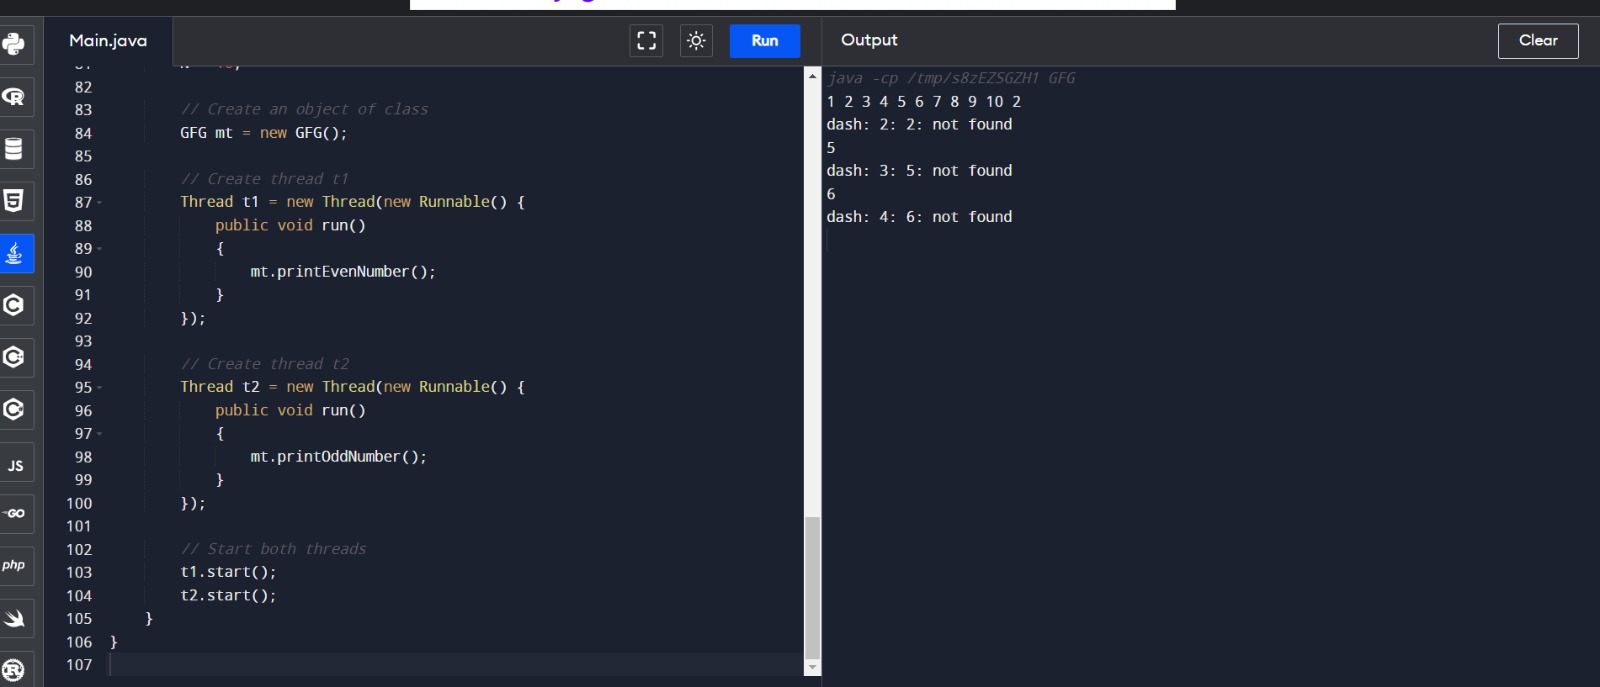 Main.java
Run
Output
Clear
82
83 // Create an object of class
84 GFG mt = new GFG();
85
86 // Create thread t1
87 Thread t1 = new Thread(new Runnable() {
88 public void run()
89 {
90 mt.printEvenNumber();
91 }
92 });
93
94 // Create thread t2
95 Thread t2 = new Thread(new Runnable() {
96 public void run()
97 {
98 mt.printOddNumber();
99 }
100 });
101
102 // Start both threads
103 t1.start();
104 t2.start();
105 }
106 }
107
java -cp /tmp/s8zEZSGZH1 GFG
1 2 3 4 5 6 7 8 9 10 2
dash: 2: 2: not found
5
dash: 3: 5: not found
6
dash: 4: 6: not found
JS
GO
php